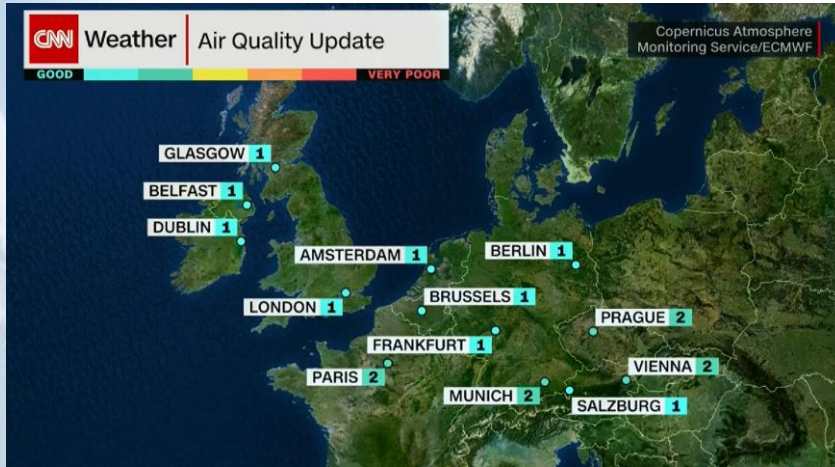 CNN Weather | Air Quality Update
GOOD VERY POOR
Copernicus Atmosphere
Monitoring Service/ECMWF
GLASGOW 1
BELFAST 1
DUBLIN 1
AMSTERDAM 1
BERLIN 1
LONDON 1
BRUSSELS 1
PRAGUE 2
FRANKFURT 1
PARIS 2
VIENNA 2
MUNICH 2
SALZBURG 1